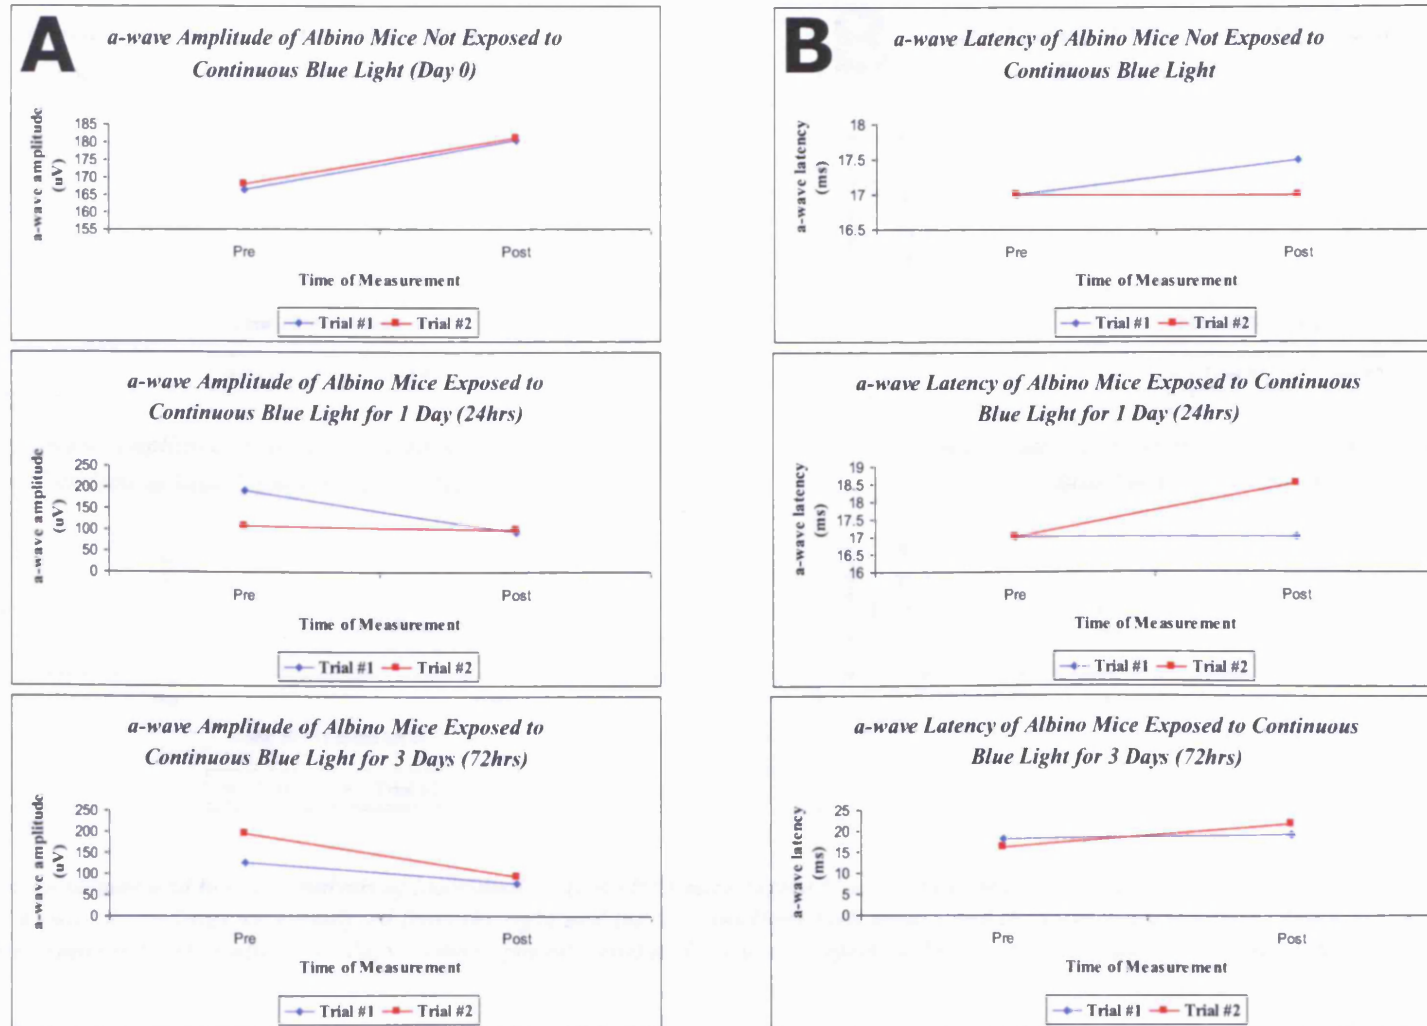 A
a-wave Amplitude of Albino Mice Not Exposed to
Continuous Blue Light (Day 0)
a-wave amplitude
(uV)
185
180
175
170
165
160
155
Pre
Post
Time of Measurement
Trial #1
Trial #2
a-wave Amplitude of Albino Mice Exposed to
Continuous Blue Light for 1 Day (24hrs)
a-wave amplitude
(uV)
250
200
150
100
50
0
Pre
Post
Time of Measurement
Trial #1
Trial #2
a-wave Amplitude of Albino Mice Exposed to
Continuous Blue Light for 3 Days (72hrs)
a-wave amplitude
(uV)
250
200
150
100
50
0
Pre
Post
Time of Measurement
Trial #1
Trial #2
B
a-wave Latency of Albino Mice Not Exposed to
Continuous Blue Light
a-wave latency
(ms)
18
17.5
17
16.5
Pre
Post
Time of Measurement
Trial #1
Trial #2
a-wave Latency of Albino Mice Exposed to Continuous
Blue Light for 1 Day (24hrs)
a-wave latency
(ms)
19
18.5
18
17.5
17
16.5
16
Pre
Post
Time of Measurement
Trial #1
Trial #2
a-wave Latency of Albino Mice Exposed to Continuous
Blue Light for 3 Days (72hrs)
a-wave latency
(ms)
25
20
15
10
5
0
Pre
Post
Time of Measurement
Trial #1
Trial #2